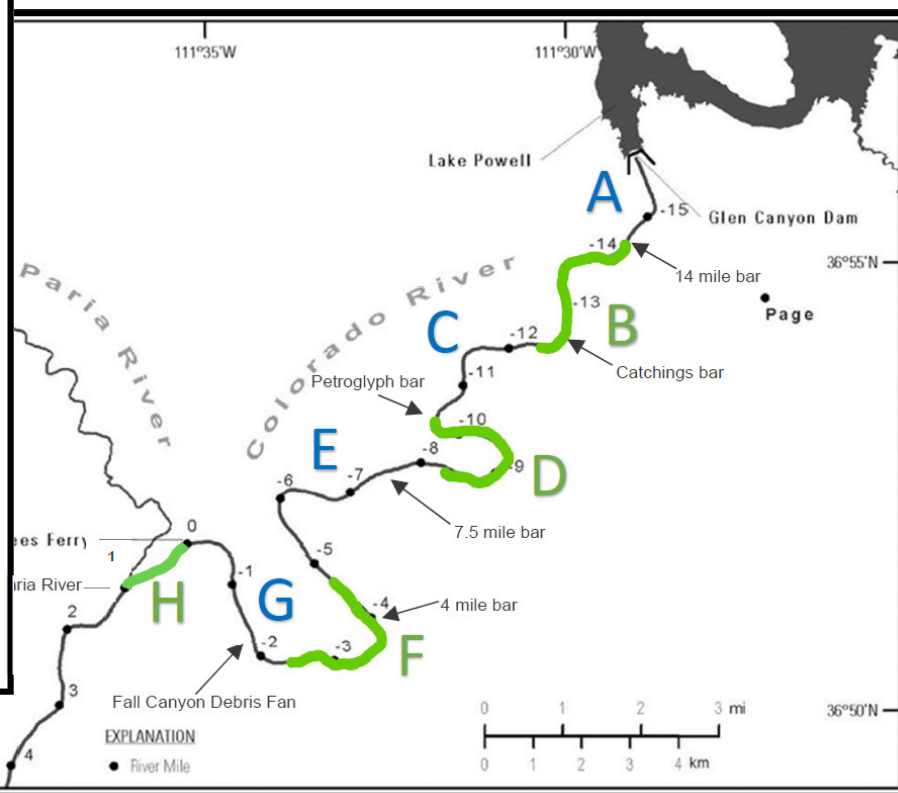 111°35'W
111°30'W
Lake Powell
A
-15
Glen Canyon Dam
-14
36°55'N
14 mile bar
Paria River
Colorado River
-13
Page
B
C
-12
Catchings bar
-11
Petroglyph bar
-10
E
-8
-9
D
-7
-6
7.5 mile bar
0
ees Ferry
1
-5
ria River
-1
H
G
-4
4 mile bar
2
-2
-3
F
3
Fall Canyon Debris Fan
0 1 2 3 mi
36°50'N
EXPLANATION
4
River Mile
0 1 2 3 4 km